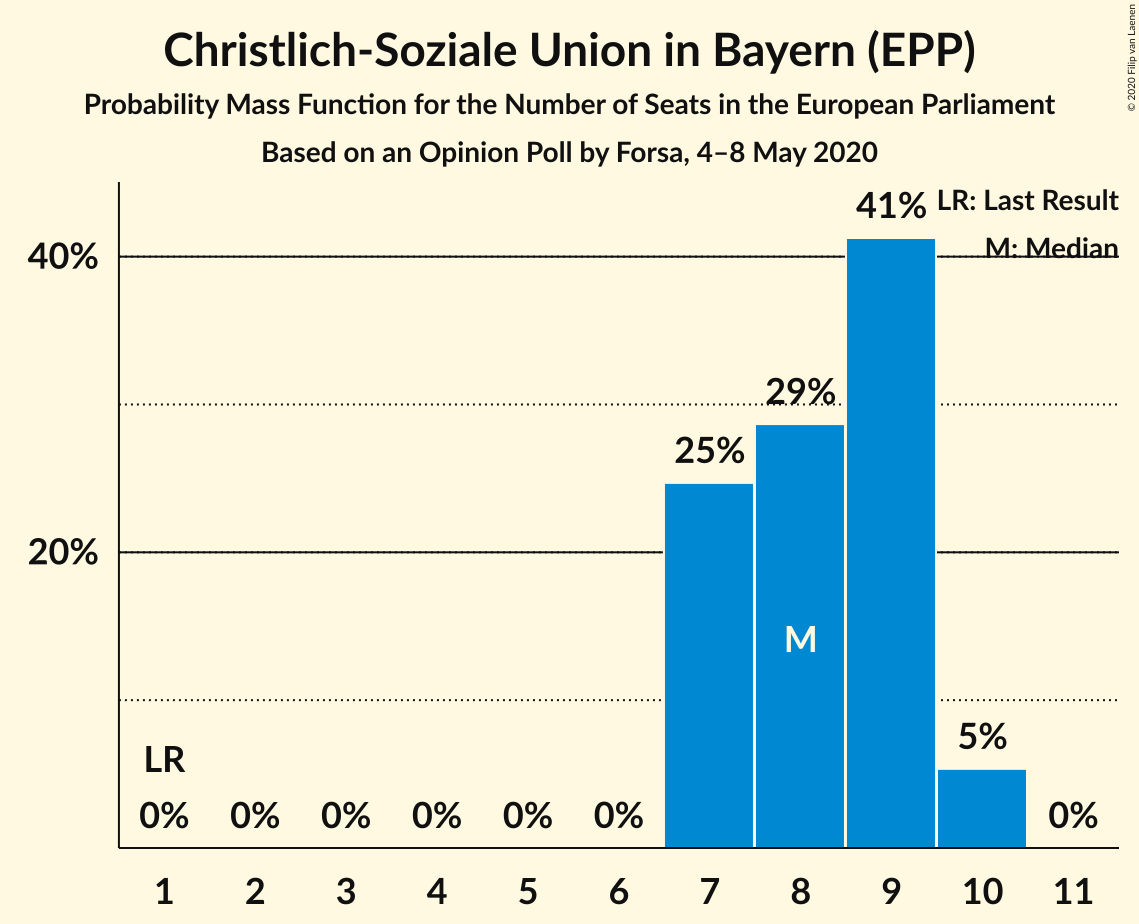 Christlich-Soziale Union in Bayern (EPP)
Probability Mass Function for the Number of Seats in the European Parliament
Based on an Opinion Poll by Forsa, 4–8 May 2020
© 2020 Filip van Laenen
41%
LR: Last Result
M: Median
40%
29%
25%
20%
M
5%
LR
0% 0% 0% 0% 0% 0% 0%
1 2 3 4 5 6 7 8 9 10 11